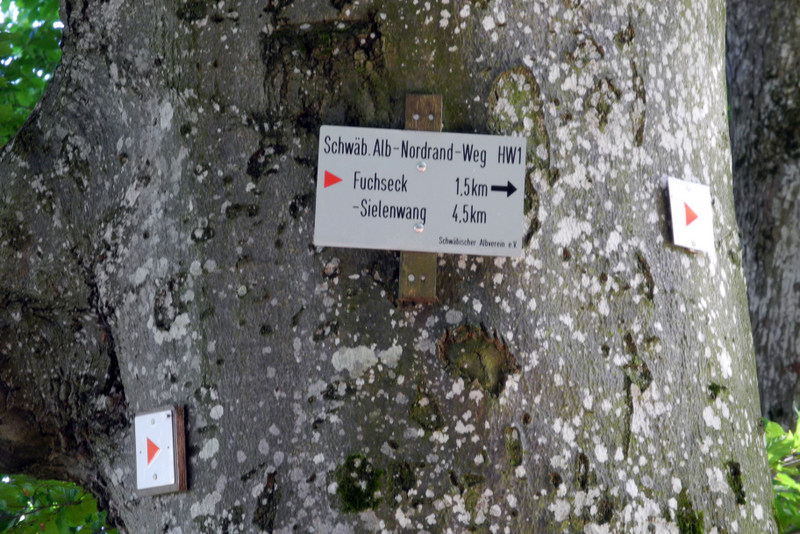 Schwäb. Alb-Nordrand-Weg HW1
Fuchseck 1,5km
-Sielenwang 4,5km
Schwäbischer Albverein e.V.